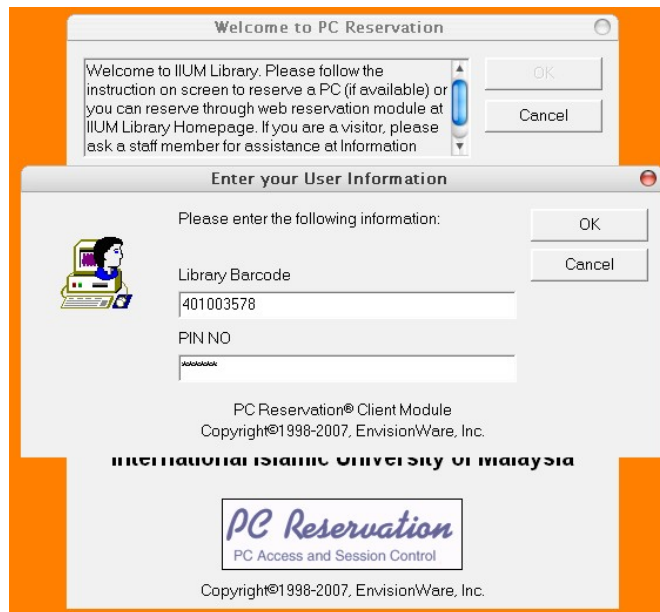 Welcome to PC Reservation
Welcome to IIUM Library. Please follow the
instruction on screen to reserve a PC (if available) or
you can reserve through web reservation module at
IIUM Library Homepage. If you are a visitor, please
ask a staff member for assistance at Information
OK
Cancel
Enter your User Information
Please enter the following information:
OK
Cancel
Library Barcode
401003578
PIN NO
******
PC Reservation® Client Module
Copyright©1998-2007, EnvisionWare, Inc.
International Islamic University of Malaysia
PC Reservation
PC Access and Session Control
Copyright©1998-2007, EnvisionWare, Inc.